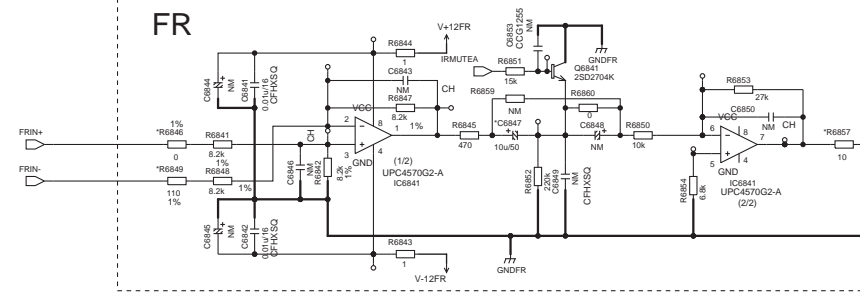 FR
V+12FR
R6844
1
IRMUTEA
C6853
CCG1255
NM
GNDFR
R6851
15k
Q6841
2SD2704K
C6844
NM
C6841
0.01u/16
CFHXSQ
C6843
NM
CH
R6847
8.2k
1%
VCC
R6859
NM
R6860
0
R6853
27k
C6850
NM
CH
VCC
FRIN+
1%
*R6846
0
R6841
8.2k
1%
CH
2
8
3
4
1
GND
(1/2)
UPC4570G2-A
IC6841
R6845
470
*C6847
10u/50
C6848
NM
R6850
10k
6
8
5
4
7
GND
IC6841
UPC4570G2-A
(2/2)
*R6857
10
FRIN-
*R6849
110
1%
R6848
8.2k
1%
C6846
NM
R6842
8.2k
1%
R6852
220k
C6849
NM
CFHXSQ
R6854
6.8k
C6845
NM
C6842
0.01u/16
CFHXSQ
R6843
1
V-12FR
GNDFR